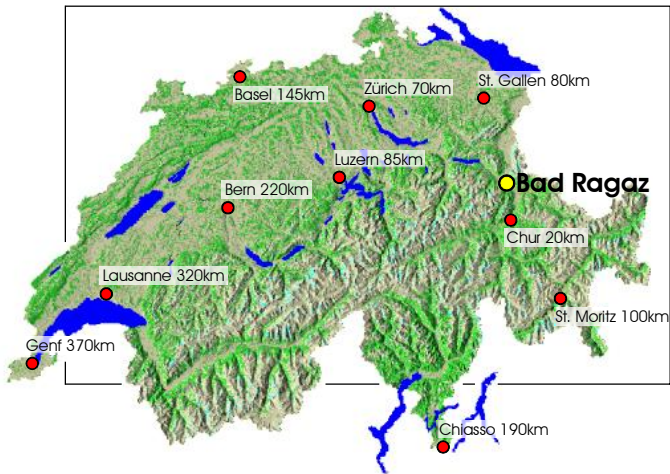 St. Gallen 80km
Basel 145km
Zürich 70km
Luzern 85km
Bern 220km
Bad Ragaz
Chur 20km
Lausanne 320km
St. Moritz 100km
Genf 370km
Chiasso 190km